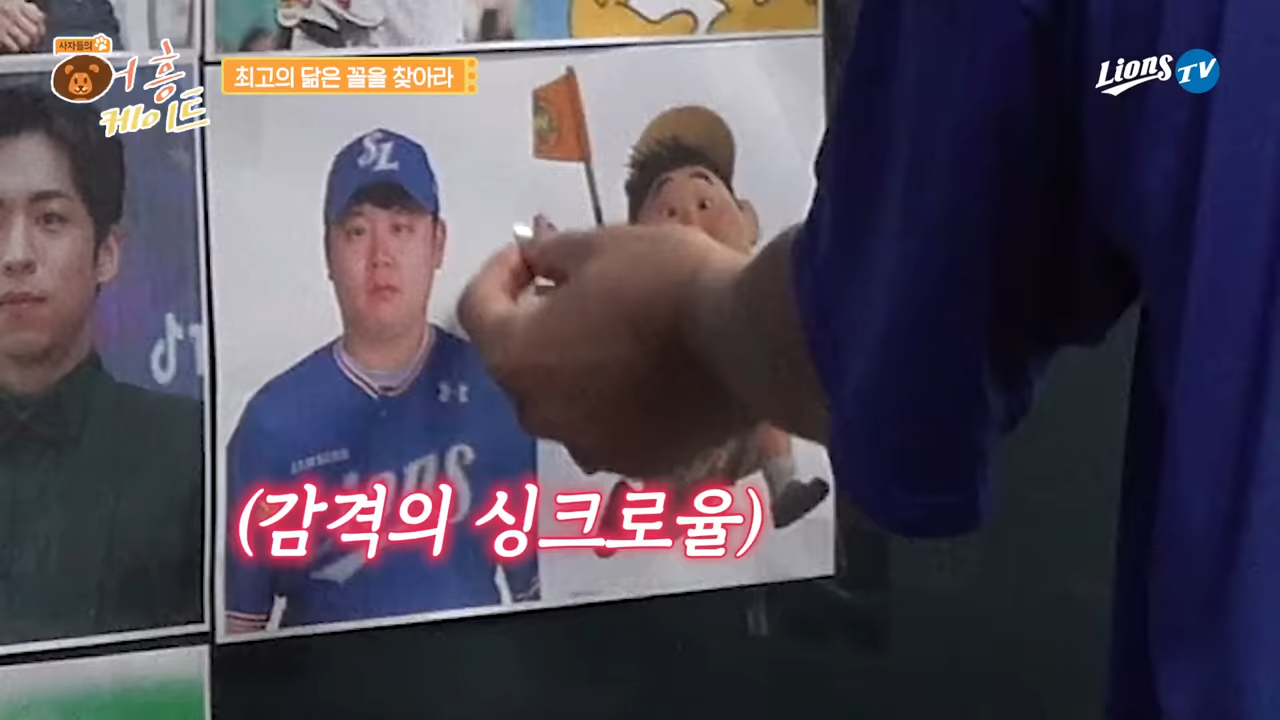 사자들의
어흥
케이드
최고의 닮은 꼴을 찾아라
Lions TV
SL
SAMSUNG
Lions
(감격의 싱크로율)